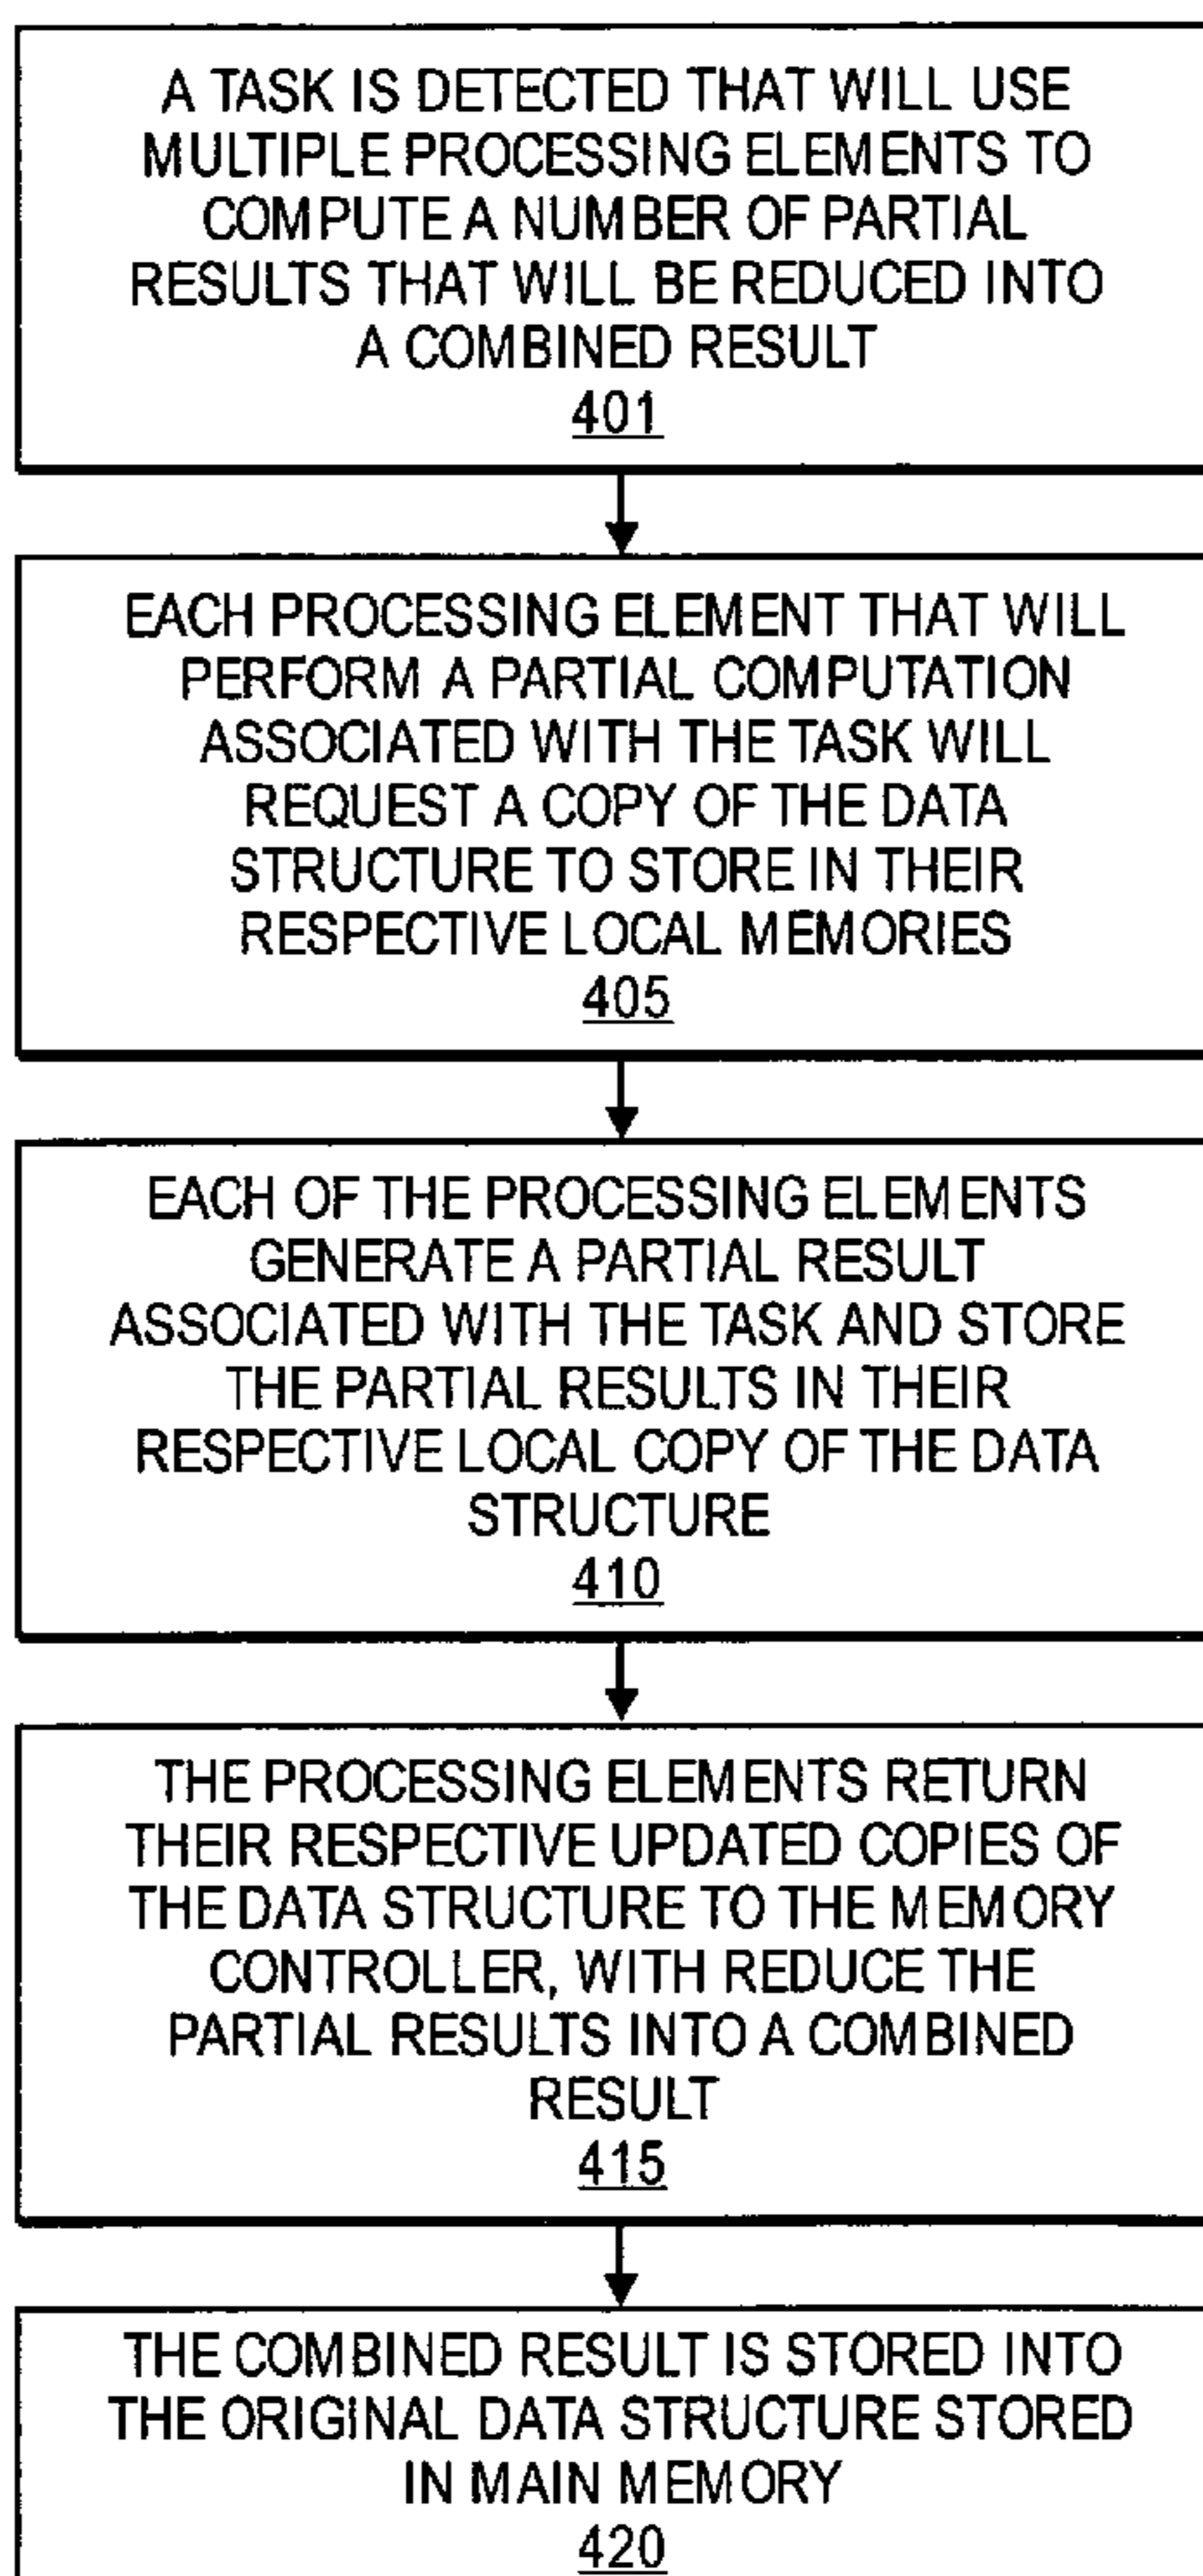 A TASK IS DETECTED THAT WILL USE
MULTIPLE PROCESSING ELEMENTS TO
COMPUTE A NUMBER OF PARTIAL
RESULTS THAT WILL BE REDUCED INTO
A COMBINED RESULT
401
EACH PROCESSING ELEMENT THAT WILL
PERFORM A PARTIAL COMPUTATION
ASSOCIATED WITH THE TASK WILL
REQUEST A COPY OF THE DATA
STRUCTURE TO STORE IN THEIR
RESPECTIVE LOCAL MEMORIES
405
EACH OF THE PROCESSING ELEMENTS
GENERATE A PARTIAL RESULT
ASSOCIATED WITH THE TASK AND STORE
THE PARTIAL RESULTS IN THEIR
RESPECTIVE LOCAL COPY OF THE DATA
STRUCTURE
410
THE PROCESSING ELEMENTS RETURN
THEIR RESPECTIVE UPDATED COPIES OF
THE DATA STRUCTURE TO THE MEMORY
CONTROLLER, WITH REDUCE THE
PARTIAL RESULTS INTO A COMBINED
RESULT
415
THE COMBINED RESULT IS STORED INTO
THE ORIGINAL DATA STRUCTURE STORED
IN MAIN MEMORY
420